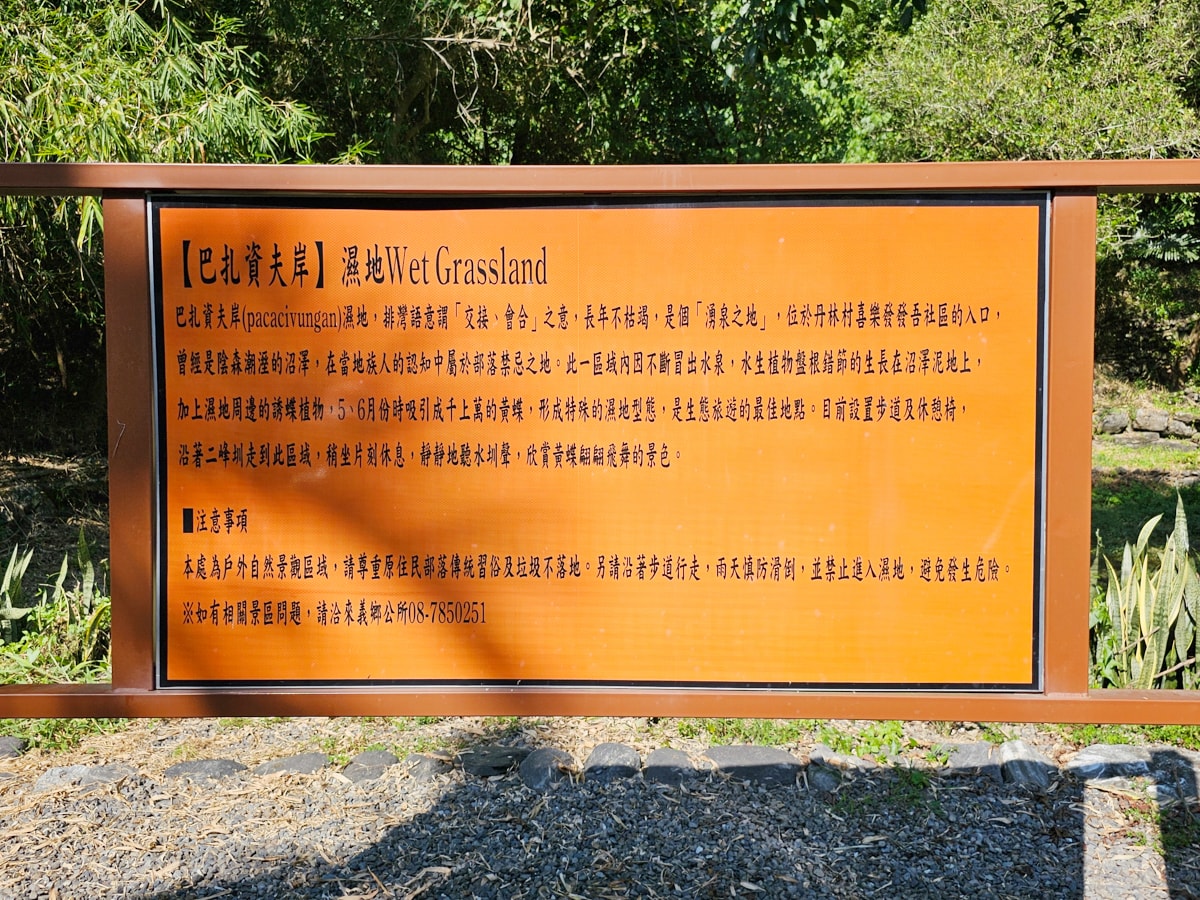 【巴扎資夫岸】濕地Wet Grassland
巴扎資夫岸(pacacivungan)濕地，排灣語意謂「交接、會合」之意，長年不枯竭，是個「湧泉之地」，位於丹林村喜樂發發吾社區的入口，
曾經是陰森潮溼的沼澤，在當地族人的認知中屬於部落禁忌之地。此一區域內因不斷冒出水泉，水生植物盤根錯節的生長在沼澤泥地上，
加上濕地周邊的誘蝶植物，5、6月份時吸引成千上萬的黃蝶，形成特殊的濕地型態，是生態旅遊的最佳地點。目前設置步道及休憩椅，
沿著二峰圳走到此區域，稍坐片刻休息，靜靜地聽水圳聲，欣賞黃蝶翩翩飛舞的景色。
█注意事項
本處為戶外自然景觀區域，請尊重原住民部落傳統習俗及垃圾不落地。另請沿著步道行走，雨天慎防滑倒，並禁止進入濕地，避免發生危險。
※如有相關景區問題，請洽來義鄉公所08-7850251